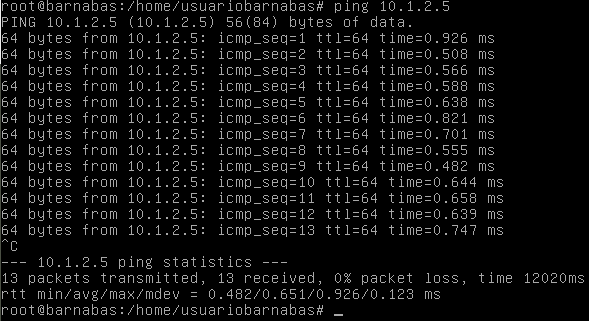 root@barnabas:/home/usuariobarnabas# ping 10.1.2.5
PING 10.1.2.5 (10.1.2.5) 56(84) bytes of data.
64 bytes from 10.1.2.5: icmp_seq=1 ttl=64 time=0.926 ms
64 bytes from 10.1.2.5: icmp_seq=2 ttl=64 time=0.508 ms
64 bytes from 10.1.2.5: icmp_seq=3 ttl=64 time=0.566 ms
64 bytes from 10.1.2.5: icmp_seq=4 ttl=64 time=0.588 ms
64 bytes from 10.1.2.5: icmp_seq=5 ttl=64 time=0.638 ms
64 bytes from 10.1.2.5: icmp_seq=6 ttl=64 time=0.821 ms
64 bytes from 10.1.2.5: icmp_seq=7 ttl=64 time=0.701 ms
64 bytes from 10.1.2.5: icmp_seq=8 ttl=64 time=0.555 ms
64 bytes from 10.1.2.5: icmp_seq=9 ttl=64 time=0.482 ms
64 bytes from 10.1.2.5: icmp_seq=10 ttl=64 time=0.644 ms
64 bytes from 10.1.2.5: icmp_seq=11 ttl=64 time=0.658 ms
64 bytes from 10.1.2.5: icmp_seq=12 ttl=64 time=0.639 ms
64 bytes from 10.1.2.5: icmp_seq=13 ttl=64 time=0.747 ms
^C
--- 10.1.2.5 ping statistics ---
13 packets transmitted, 13 received, 0% packet loss, time 12020ms
rtt min/avg/max/mdev = 0.482/0.651/0.926/0.123 ms
root@barnabas:/home/usuariobarnabas# _